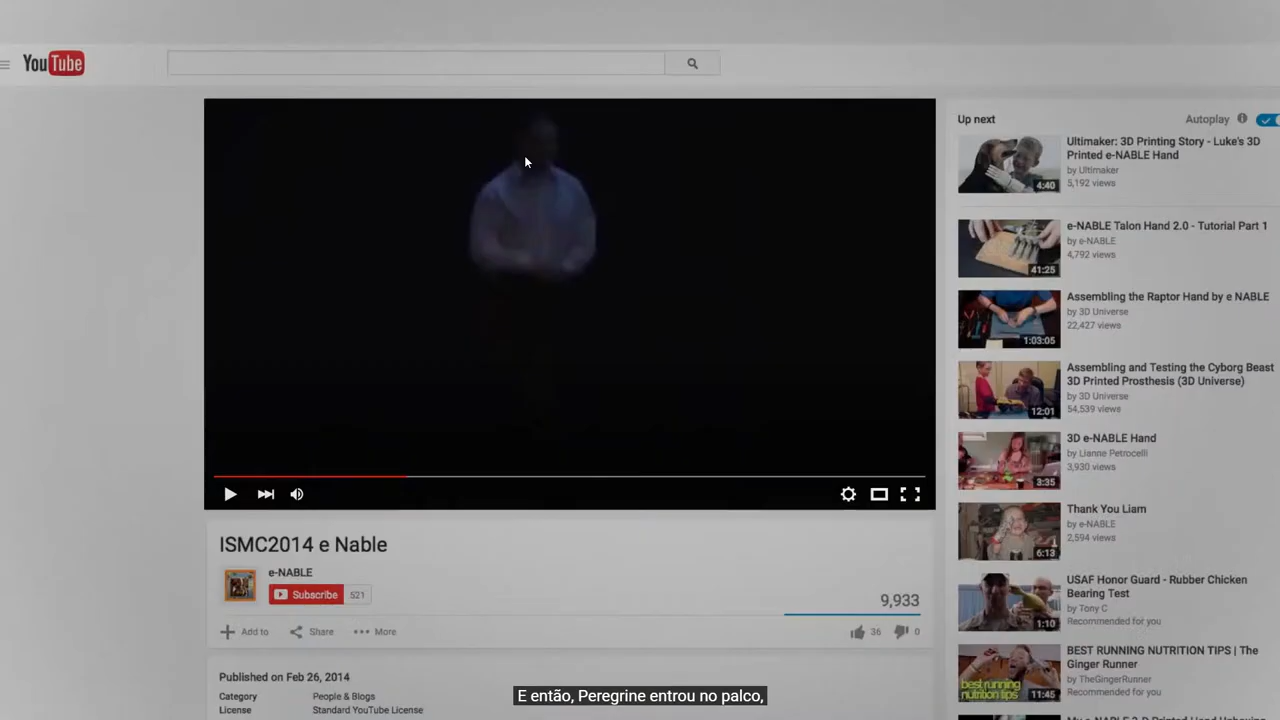 YouTube
ISMC2014 e Nable
e-NABLE
Subscribe 521
9,933
Add to Share More
36 0
Published on Feb 26, 2014
Category People & Blogs
License Standard YouTube License
E então, Peregrine entrou no palco,
Up next
Autoplay
Ultimaker: 3D Printing Story - Luke's 3D
Printed e-NABLE Hand
by Ultimaker
5,192 views
4:40
e-NABLE Talon Hand 2.0 - Tutorial Part 1
by e-NABLE
4,792 views
41:25
Assembling the Raptor Hand by e NABLE
by 3D Universe
22,427 views
1:03:05
Assembling and Testing the Cyborg Beast
3D Printed Prosthesis (3D Universe)
by 3D Universe
54,539 views
12:01
3D e-NABLE Hand
by Lianne Petrocelli
3,930 views
3:35
Thank You Liam
by e-NABLE
2,594 views
6:13
USAF Honor Guard - Rubber Chicken
Bearing Test
by Tony C
Recommended for you
1:10
BEST RUNNING NUTRITION TIPS | The
Ginger Runner
by TheGingerRunner
Recommended for you
best running
nutrition tips
11:45